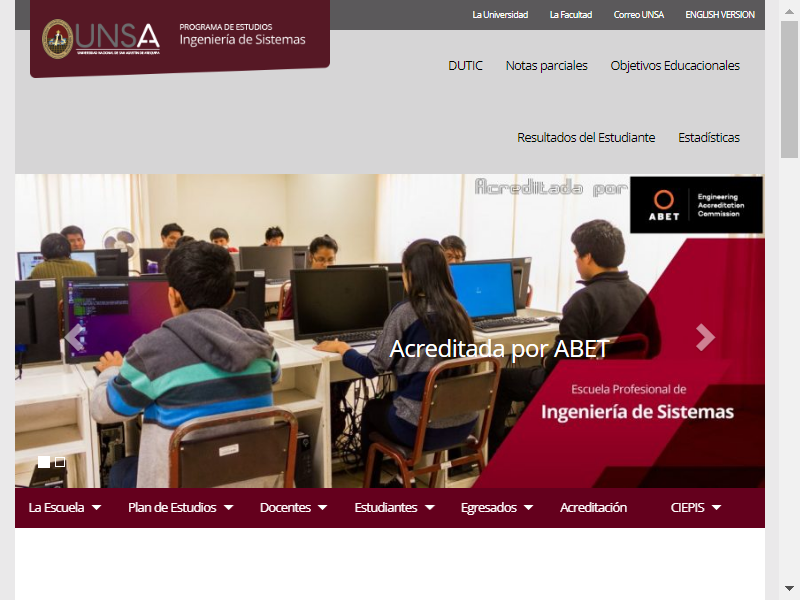 La Universidad
La Facultad
Correo UNSA
ENGLISH VERSION
UNSA
UNIVERSIDAD NACIONAL DE SAN AGUSTÍN DE AREQUIPA
PROGRAMA DE ESTUDIOS
Ingeniería de Sistemas
DUTIC
Notas parciales
Objetivos Educacionales
Resultados del Estudiante
Estadísticas
Acreditada por
ABET
Engineering
Accreditation
Commission
Acreditada por ABET
Escuela Profesional de
Ingeniería de Sistemas
La Escuela
Plan de Estudios
Docentes
Estudiantes
Egresados
Acreditación
CIEPIS